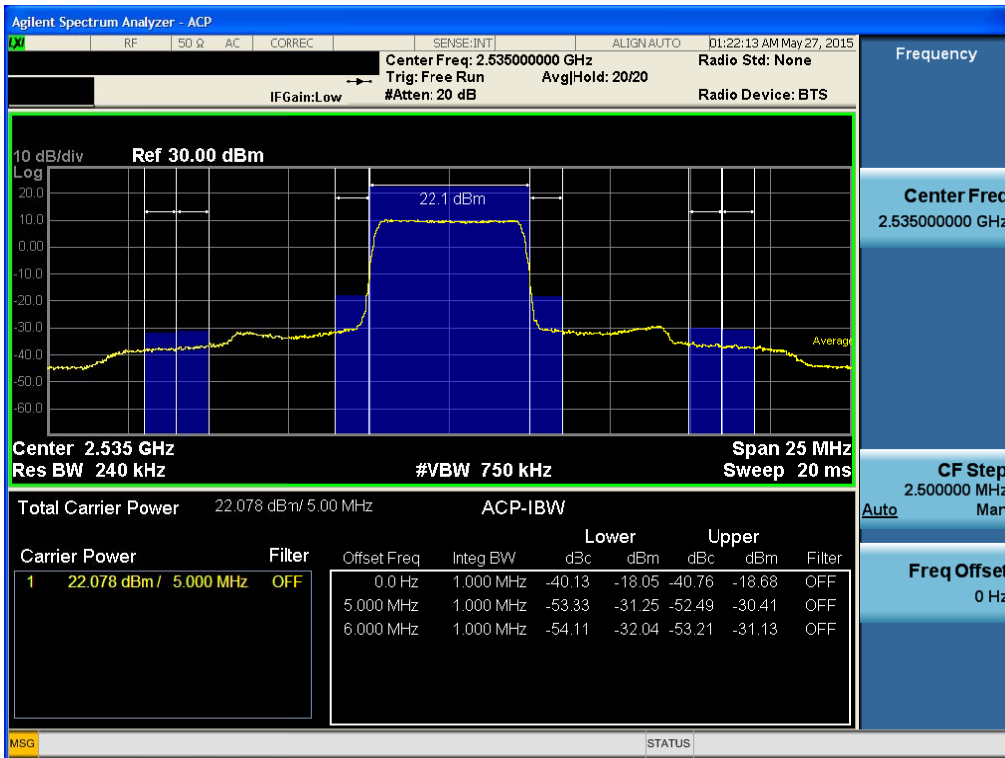 Agilent Spectrum Analyzer - ACP
LXI RF 50 Ω AC CORREC SENSE:INT ALIGN AUTO 01:22:13 AM May 27, 2015
Center Freq: 2.535000000 GHz Radio Std: None
Trig: Free Run Avg|Hold: 20/20
IFGain:Low #Atten: 20 dB Radio Device: BTS
10 dB/div Ref 30.00 dBm
Log
20.0
22.1 dBm
10.0
0.00
-10.0
-20.0
-30.0
Average
-40.0
-50.0
-60.0
Center 2.535 GHz Span 25 MHz
Res BW 240 kHz #VBW 750 kHz Sweep 20 ms
Total Carrier Power 22.078 dBm/ 5.00 MHz ACP-IBW
Lower Upper
Carrier Power Filter Offset Freq Integ BW dBc dBm dBc dBm Filter
1 22.078 dBm / 5.000 MHz OFF 0.0 Hz 1.000 MHz -40.13 -18.05 -40.76 -18.68 OFF
5.000 MHz 1.000 MHz -53.33 -31.25 -52.49 -30.41 OFF
6.000 MHz 1.000 MHz -54.11 -32.04 -53.21 -31.13 OFF
Frequency
Center Freq
2.535000000 GHz
CF Step
2.500000 MHz
Auto Man
Freq Offset
0 Hz
MSG STATUS